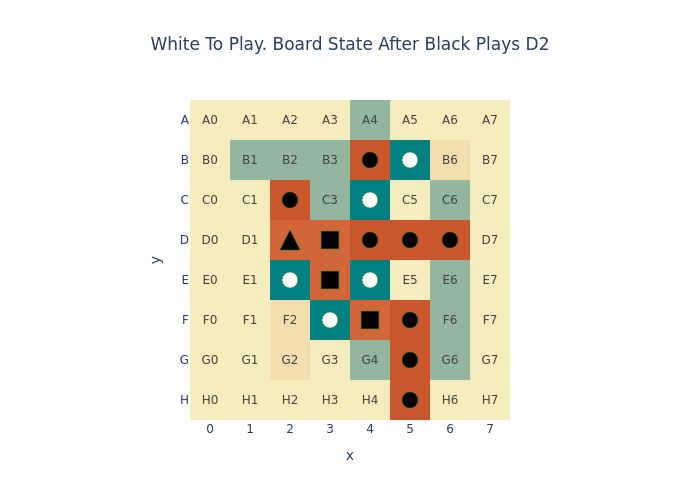 White To Play. Board State After Black Plays D2
A A0 A1 A2 A3 A4 A5 A6 A7
B B0 B1 B2 B3 B6 B7
C C0 C1 C3 C5 C6 C7
D D0 D1 D7
E E0 E1 E5 E6 E7
F F0 F1 F2 F6 F7
G G0 G1 G2 G3 G4 G6 G7
H H0 H1 H2 H3 H4 H6 H7
0 1 2 3 4 5 6 7
x
y